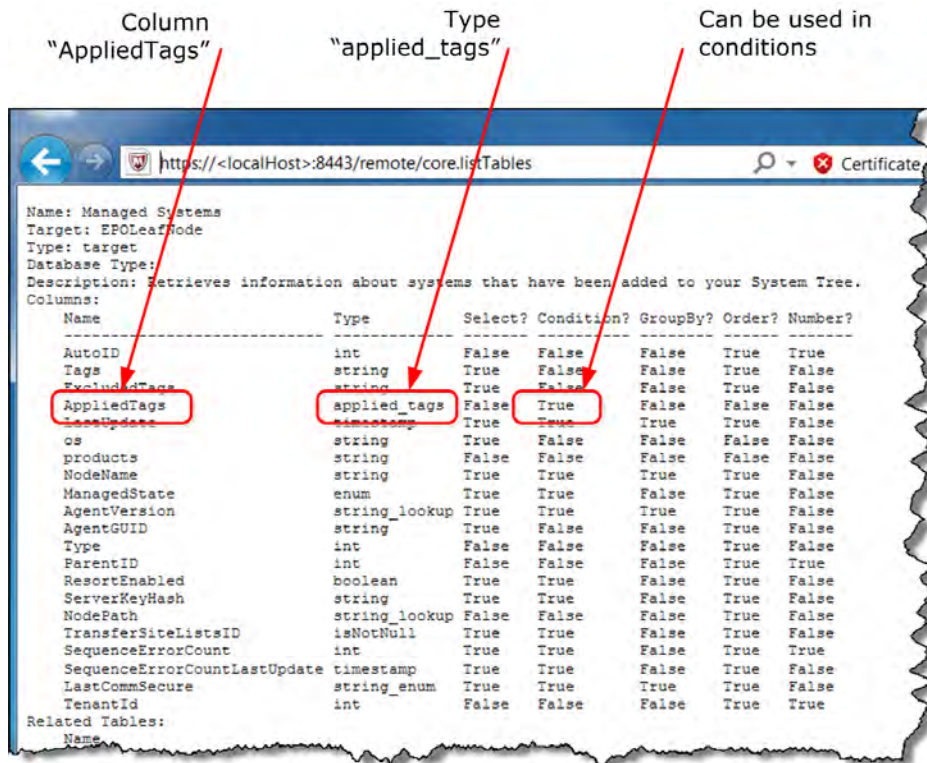 Column
“AppliedTags”
Type
“applied_tags”
Can be used in
conditions
https://<localHost>:8443/remote/core.listTables
Certificate
Name: Managed Systems
Target: EPOLeafNode
Type: target
Database Type:
Description: Retrieves information about systems that have been added to your System Tree.
Columns:
Name Type Select? Condition? GroupBy? Order? Number?
AutoID int False False False True True
Tags string True False False True False
ExcludedTags string True False False True False
AppliedTags applied_tags False True False False False
LastUpdate timestamp True True True True False
os string True False False False False
products string False False False False False
NodeName string True True True True False
ManagedState enum True True False True False
AgentVersion string_lookup True True True True False
AgentGUID string True False False True False
Type int False False False True False
ParentID int False False False True True
ResortEnabled boolean True True False True False
ServerKeyHash string True True False True False
NodePath string_lookup False False False True False
TransferSiteListsID isNotNull True True False True False
SequenceErrorCount int True True False True True
SequenceErrorCountLastUpdate timestamp True True False True False
LastCommSecure string_enum True True True True False
TenantId int False False False True True
Related Tables:
Name